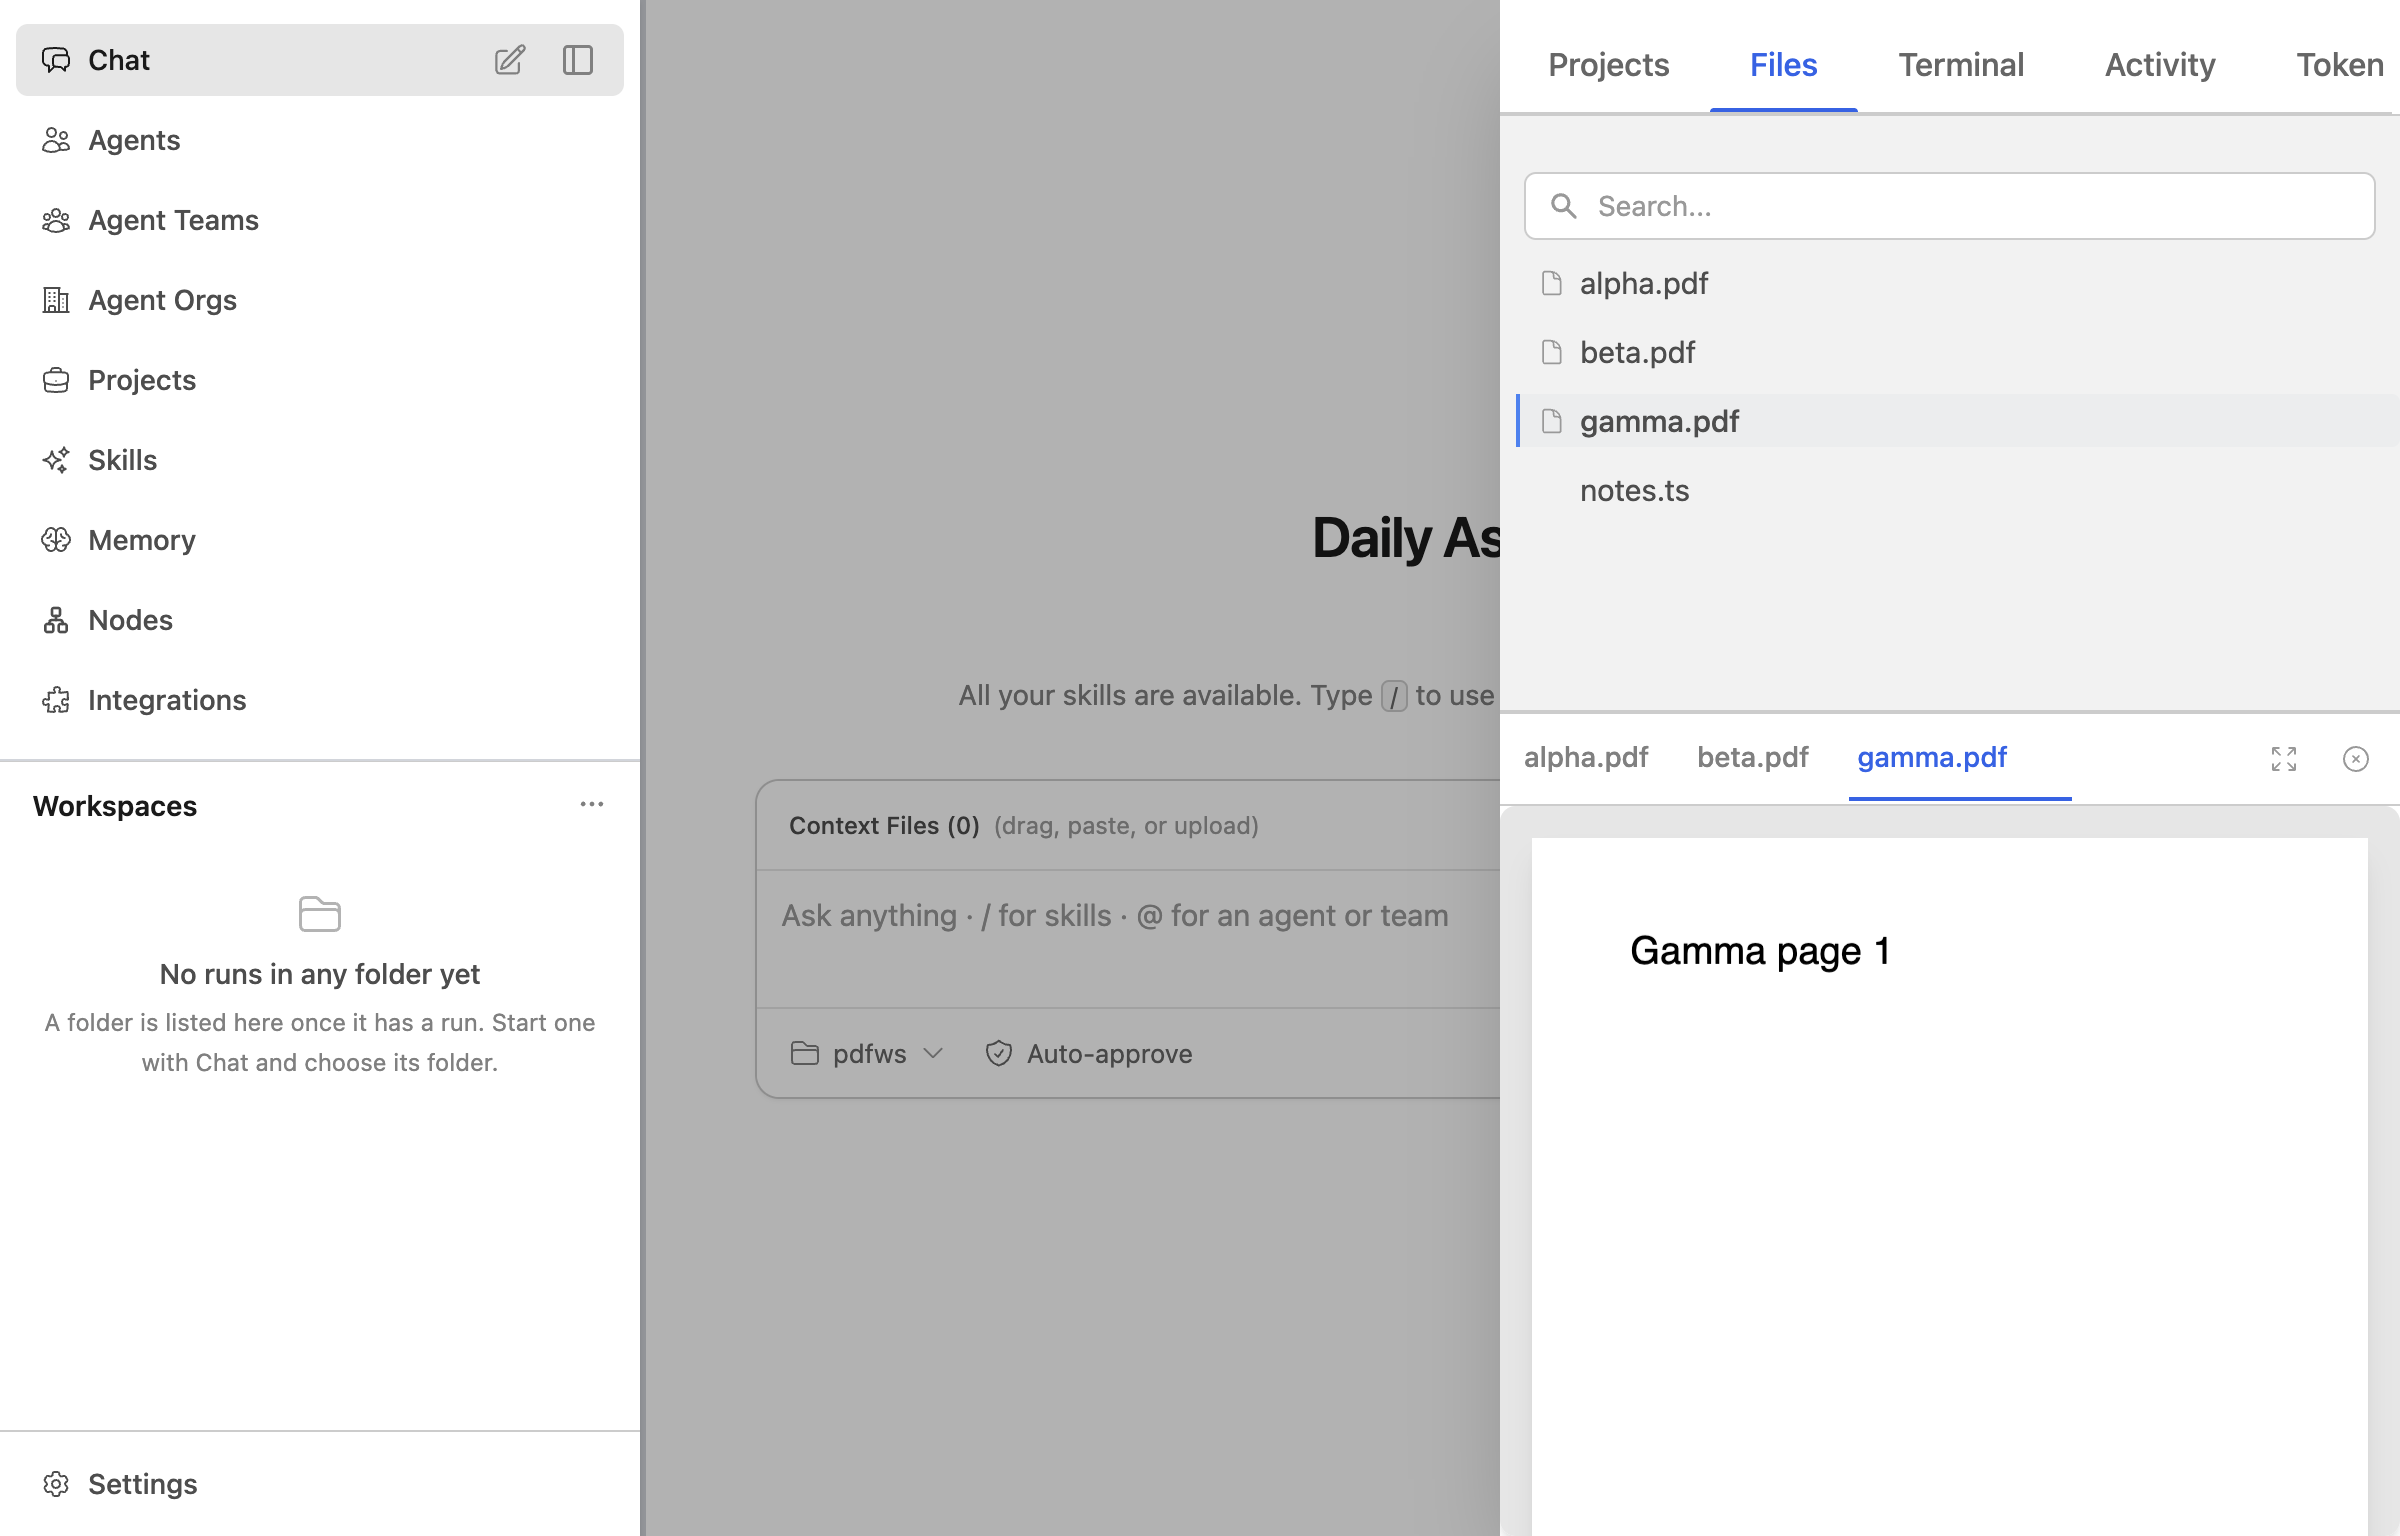 Chat
Agents
Agent Teams
Agent Orgs
Projects
Skills
Memory
Nodes
Integrations
Workspaces
No runs in any folder yet
A folder is listed here once it has a run. Start one
with Chat and choose its folder.
Settings
Daily As
All your skills are available. Type / to use
Context Files (0) (drag, paste, or upload)
Ask anything · / for skills · @ for an agent or team
pdfws Auto-approve
Projects Files Terminal Activity Token
Search...
alpha.pdf
beta.pdf
gamma.pdf
notes.ts
alpha.pdf beta.pdf gamma.pdf
Gamma page 1